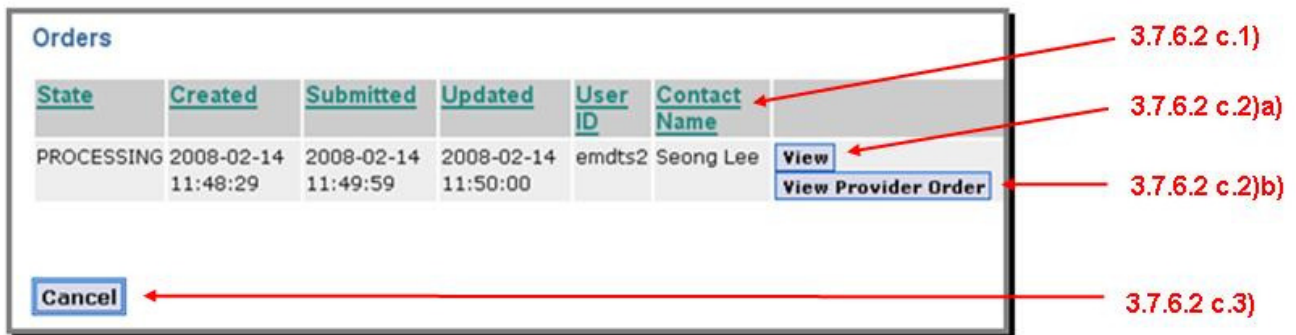 Orders
State Created Submitted Updated User ID Contact Name
PROCESSING 2008-02-14 11:48:29 2008-02-14 11:49:59 2008-02-14 11:50:00 emdts2 Seong Lee View
View Provider Order
Cancel
3.7.6.2 c.1)
3.7.6.2 c.2)a)
3.7.6.2 c.2)b)
3.7.6.2 c.3)